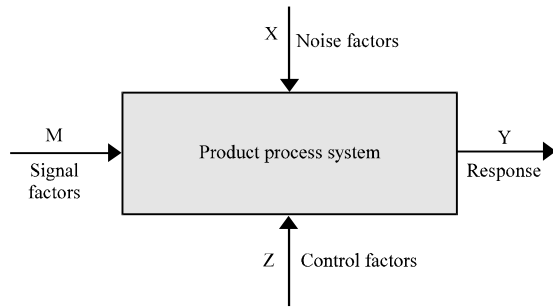 X
Noise factors
M
Signal
factors
Product process system
Y
Response
Z
Control factors